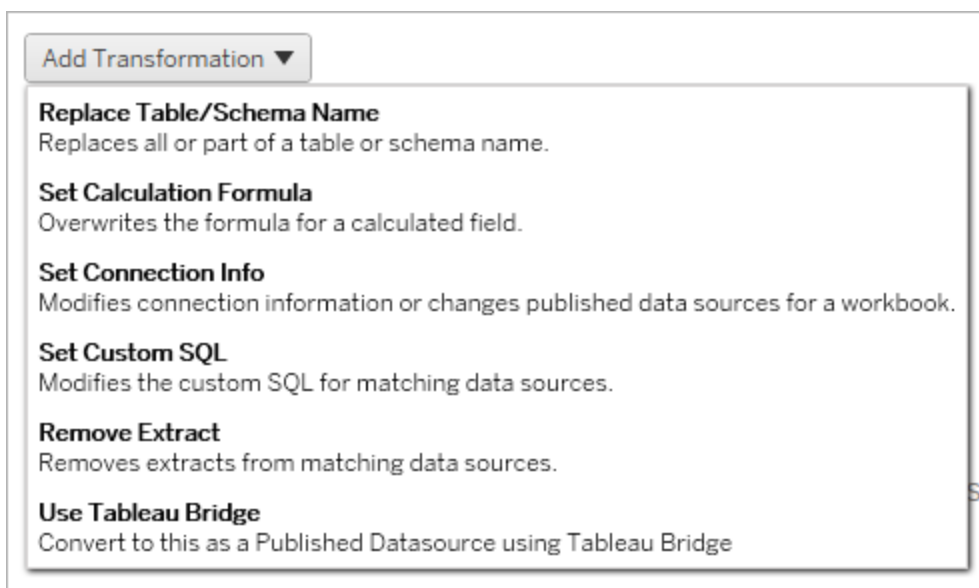 Add Transformation ▼
Replace Table/Schema Name
Replaces all or part of a table or schema name.
Set Calculation Formula
Overwrites the formula for a calculated field.
Set Connection Info
Modifies connection information or changes published data sources for a workbook.
Set Custom SQL
Modifies the custom SQL for matching data sources.
Remove Extract
Removes extracts from matching data sources.
Use Tableau Bridge
Convert to this as a Published Datasource using Tableau Bridge